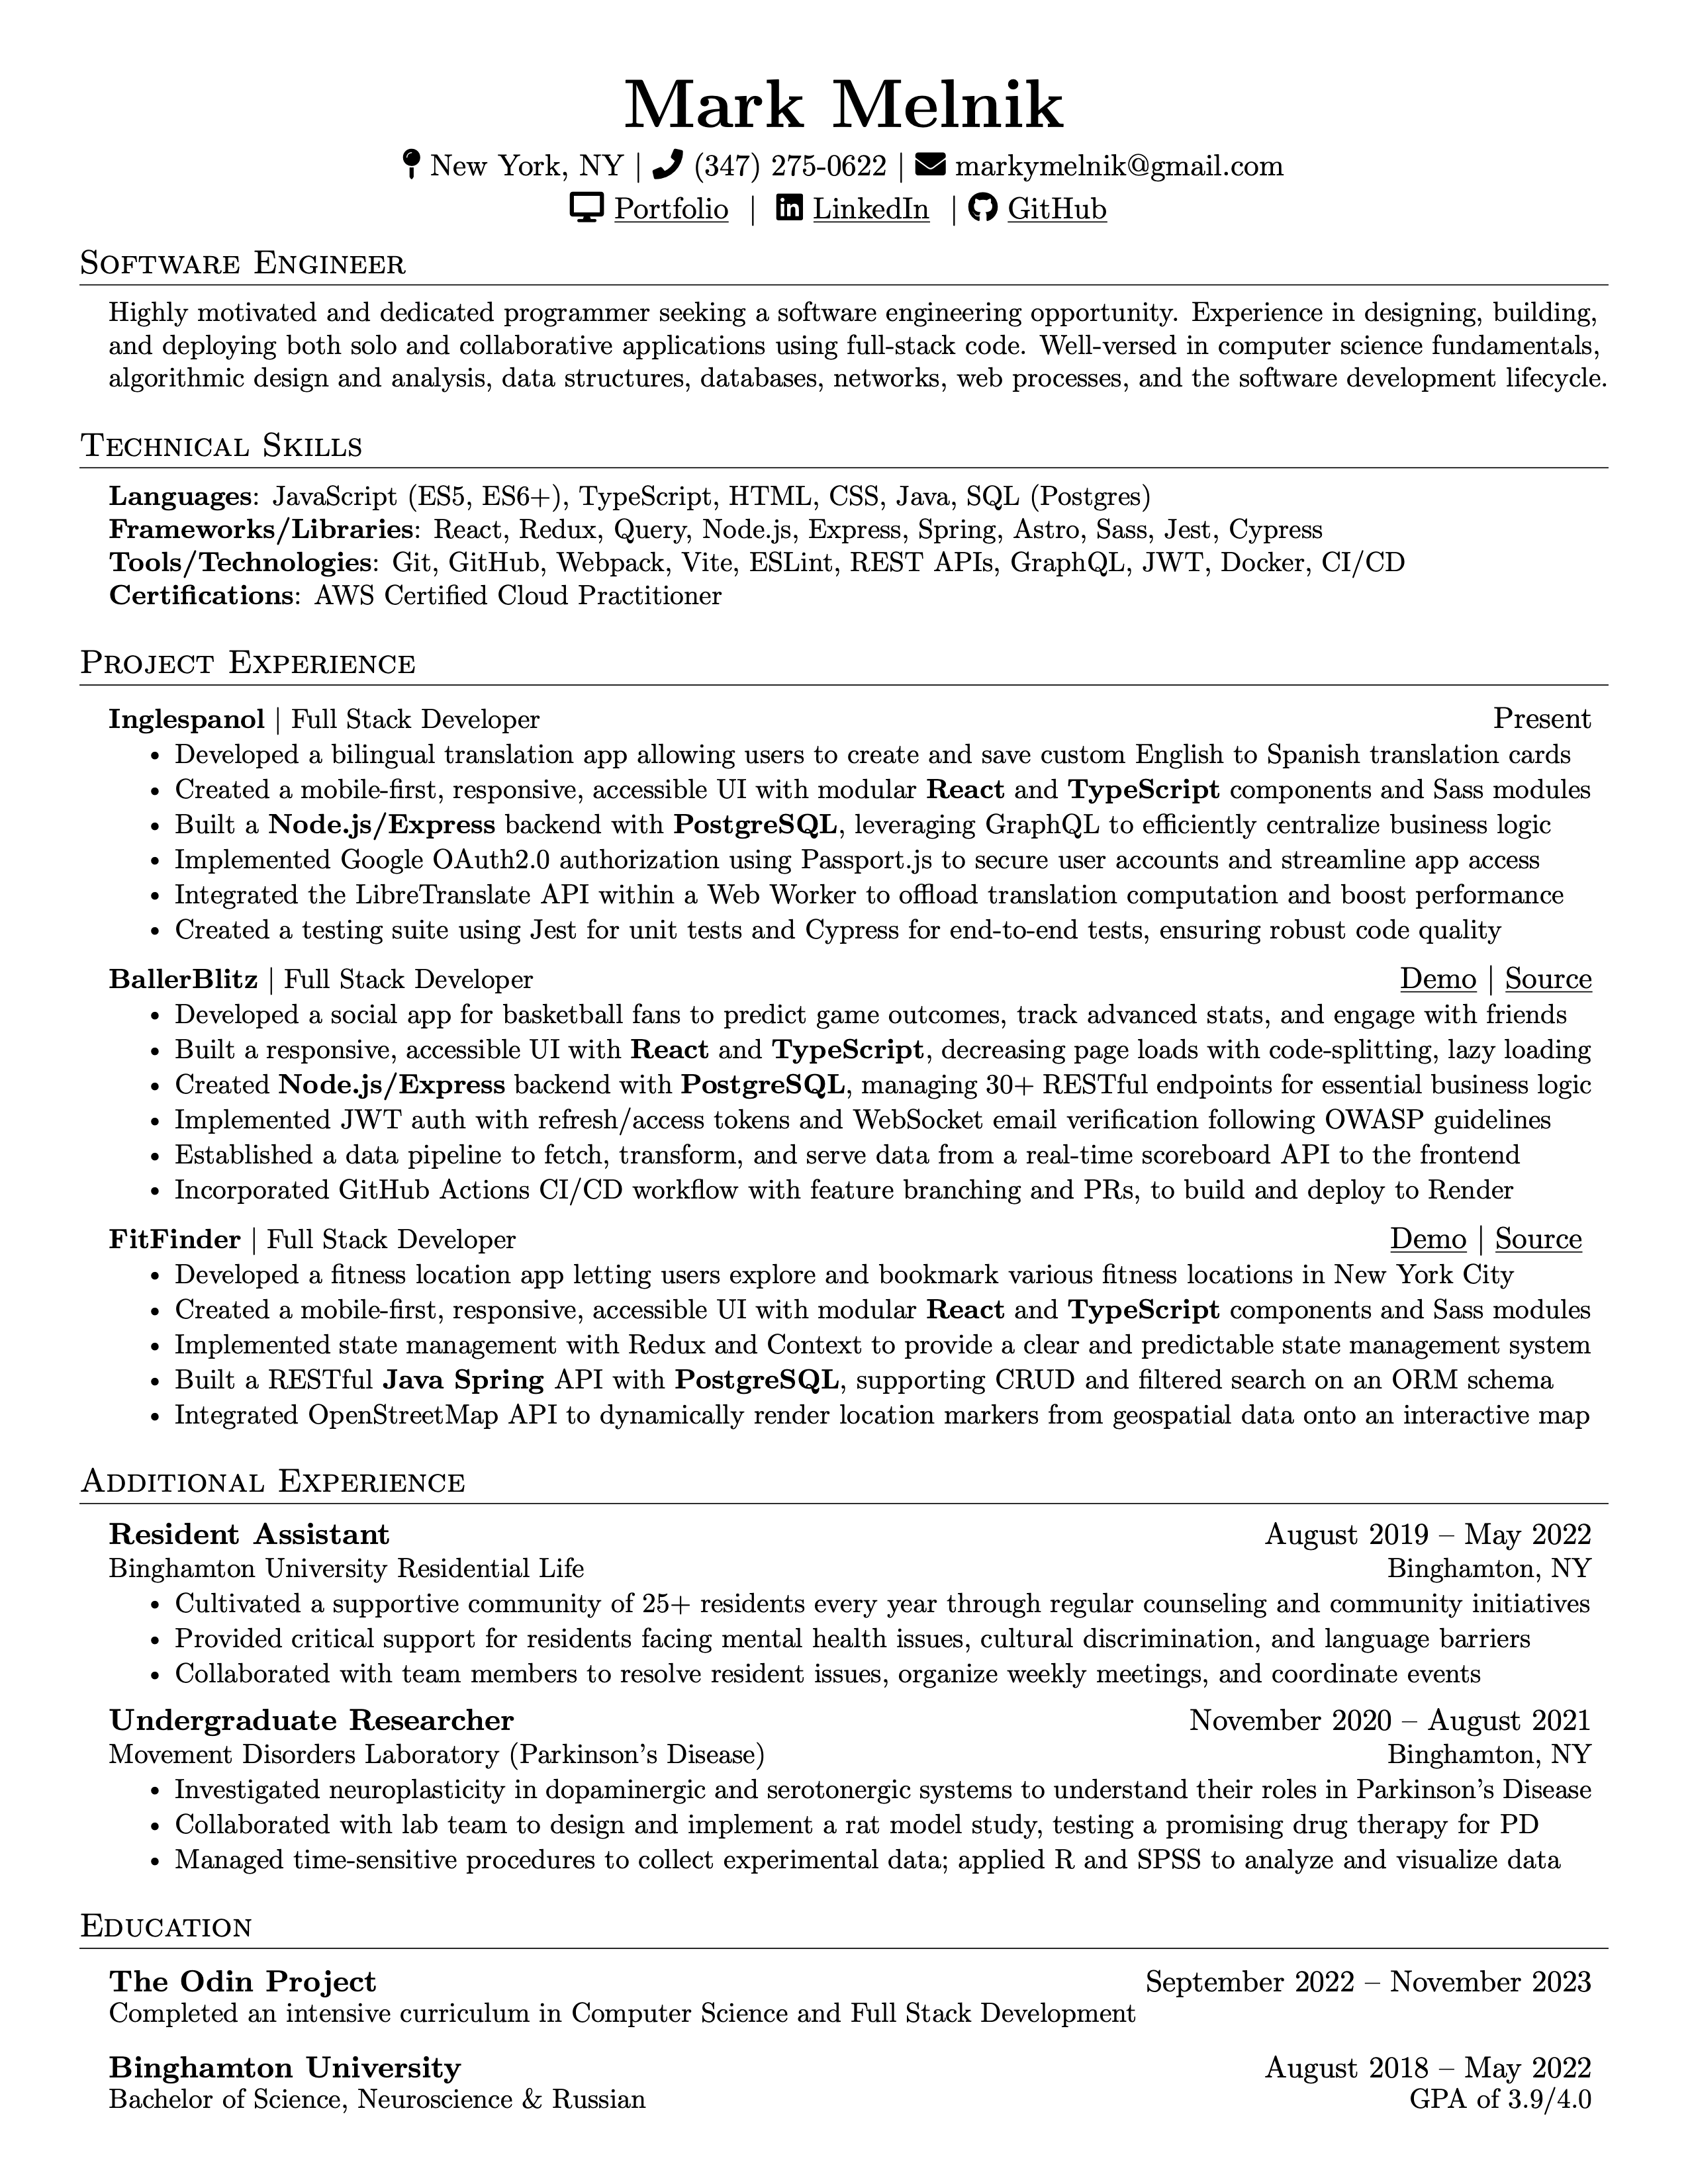 Mark Melnik
New York, NY | (347) 275-0622 | markymelnik@gmail.com
Portfolio | LinkedIn | GitHub
Software Engineer
Highly motivated and dedicated programmer seeking a software engineering opportunity. Experience in designing, building,
and deploying both solo and collaborative applications using full-stack code. Well-versed in computer science fundamentals,
algorithmic design and analysis, data structures, databases, networks, web processes, and the software development lifecycle.
Technical Skills
Languages: JavaScript (ES5, ES6+), TypeScript, HTML, CSS, Java, SQL (Postgres)
Frameworks/Libraries: React, Redux, Query, Node.js, Express, Spring, Astro, Sass, Jest, Cypress
Tools/Technologies: Git, GitHub, Webpack, Vite, ESLint, REST APIs, GraphQL, JWT, Docker, CI/CD
Certifications: AWS Certified Cloud Practitioner
Project Experience
Inglespanol | Full Stack Developer Present
• Developed a bilingual translation app allowing users to create and save custom English to Spanish translation cards
• Created a mobile-first, responsive, accessible UI with modular React and TypeScript components and Sass modules
• Built a Node.js/Express backend with PostgreSQL, leveraging GraphQL to efficiently centralize business logic
• Implemented Google OAuth2.0 authorization using Passport.js to secure user accounts and streamline app access
• Integrated the LibreTranslate API within a Web Worker to offload translation computation and boost performance
• Created a testing suite using Jest for unit tests and Cypress for end-to-end tests, ensuring robust code quality
BallerBlitz | Full Stack Developer Demo | Source
• Developed a social app for basketball fans to predict game outcomes, track advanced stats, and engage with friends
• Built a responsive, accessible UI with React and TypeScript, decreasing page loads with code-splitting, lazy loading
• Created Node.js/Express backend with PostgreSQL, managing 30+ RESTful endpoints for essential business logic
• Implemented JWT auth with refresh/access tokens and WebSocket email verification following OWASP guidelines
• Established a data pipeline to fetch, transform, and serve data from a real-time scoreboard API to the frontend
• Incorporated GitHub Actions CI/CD workflow with feature branching and PRs, to build and deploy to Render
FitFinder | Full Stack Developer Demo | Source
• Developed a fitness location app letting users explore and bookmark various fitness locations in New York City
• Created a mobile-first, responsive, accessible UI with modular React and TypeScript components and Sass modules
• Implemented state management with Redux and Context to provide a clear and predictable state management system
• Built a RESTful Java Spring API with PostgreSQL, supporting CRUD and filtered search on an ORM schema
• Integrated OpenStreetMap API to dynamically render location markers from geospatial data onto an interactive map
Additional Experience
Resident Assistant August 2019 – May 2022
Binghamton University Residential Life Binghamton, NY
• Cultivated a supportive community of 25+ residents every year through regular counseling and community initiatives
• Provided critical support for residents facing mental health issues, cultural discrimination, and language barriers
• Collaborated with team members to resolve resident issues, organize weekly meetings, and coordinate events
Undergraduate Researcher November 2020 – August 2021
Movement Disorders Laboratory (Parkinson's Disease) Binghamton, NY
• Investigated neuroplasticity in dopaminergic and serotonergic systems to understand their roles in Parkinson's Disease
• Collaborated with lab team to design and implement a rat model study, testing a promising drug therapy for PD
• Managed time-sensitive procedures to collect experimental data; applied R and SPSS to analyze and visualize data
Education
The Odin Project September 2022 – November 2023
Completed an intensive curriculum in Computer Science and Full Stack Development
Binghamton University August 2018 – May 2022
Bachelor of Science, Neuroscience & Russian GPA of 3.9/4.0